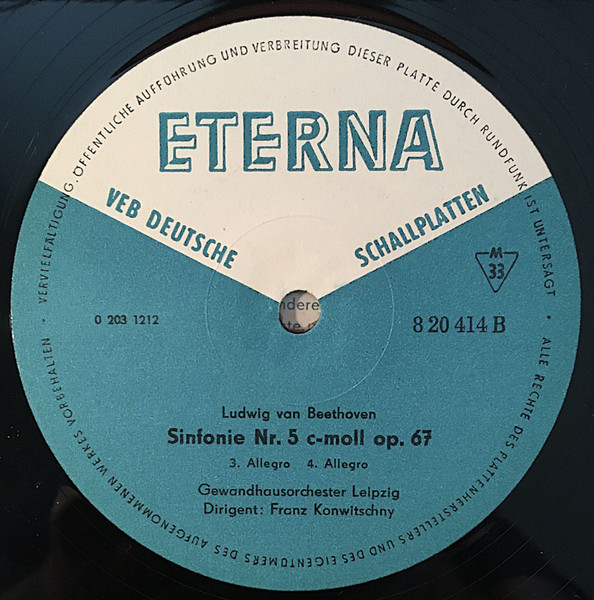 ALLE RECHTE DES PLATTENHERSTELLERS UND DES EIGENTÜMERS DES AUFGENOMMENEN WERKES VORBEHALTEN • VERVIELFÄLTIGUNG, ÖFFENTLICHE AUFFÜHRUNG UND VERBREITUNG DIESER PLATTE DURCH RUNDFUNK IST UNTERSAGT •
ETERNA
VEB DEUTSCHE SCHALLPLATTEN
M
33
O 203 1212
8 20 414 B
Ludwig van Beethoven
Sinfonie Nr. 5 c-moll op. 67
3. Allegro 4. Allegro
Gewandhausorchester Leipzig
Dirigent: Franz Konwitschny